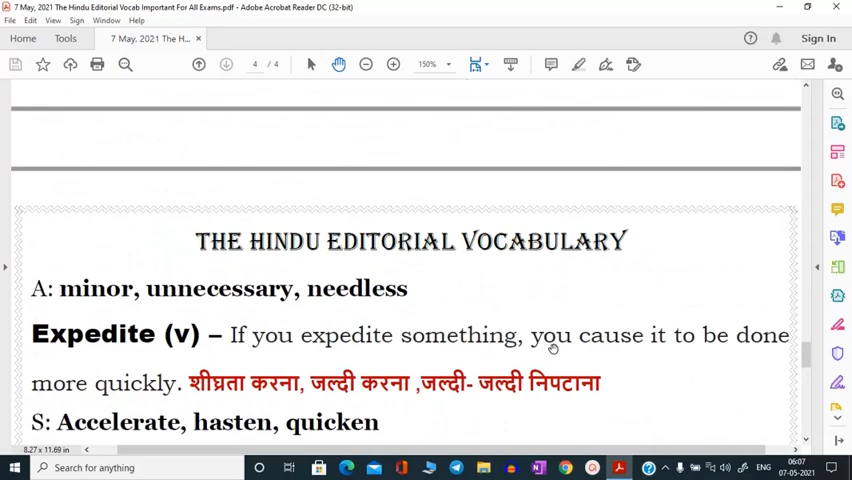 7 May, 2021 The Hindu Editorial Vocab Important For All Exams.pdf - Adobe Acrobat Reader DC (32-bit)
File Edit View Sign Window Help
Home Tools 7 May, 2021 The H... × Sign In
4 / 4 150%
THE HINDU EDITORIAL VOCABULARY
A: minor, unnecessary, needless
Expedite (v) – If you expedite something, you cause it to be done
more quickly. शीघ्रता करना, जल्दी करना ,जल्दी- जल्दी निपटाना
S: Accelerate, hasten, quicken
8.27 x 11.69 in
Search for anything
ENG
06:07
07-05-2021